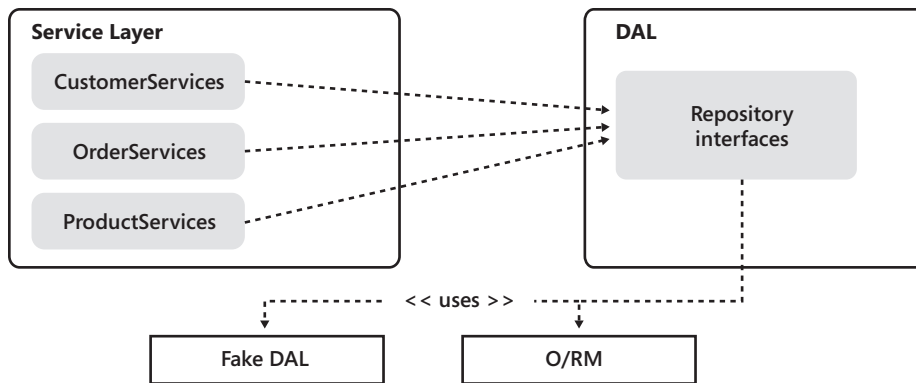 Service Layer
CustomerServices
OrderServices
ProductServices
DAL
Repository
interfaces
<< uses >>
Fake DAL
O/RM